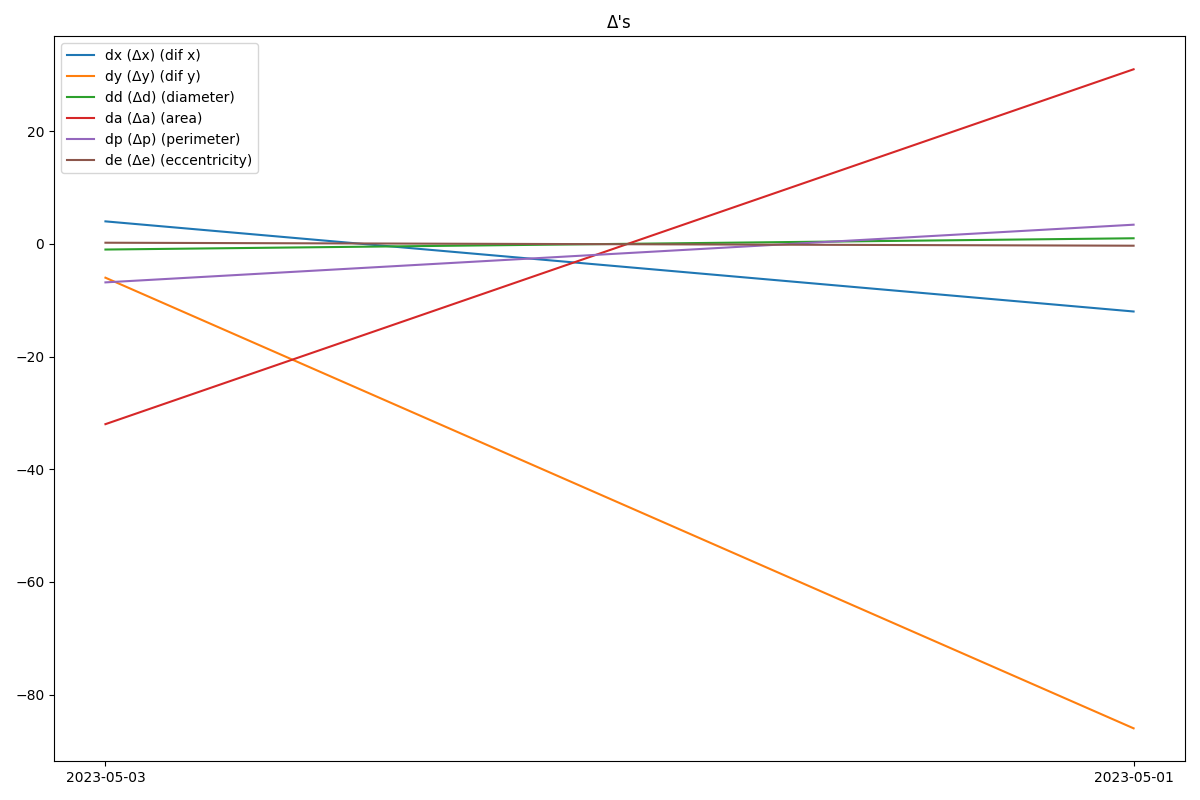 Δ's
dx (Δx) (dif x)
dy (Δy) (dif y)
dd (Δd) (diameter)
da (Δa) (area)
dp (Δp) (perimeter)
de (Δe) (eccentricity)
20
0
−20
−40
−60
−80
2023-05-03 2023-05-01